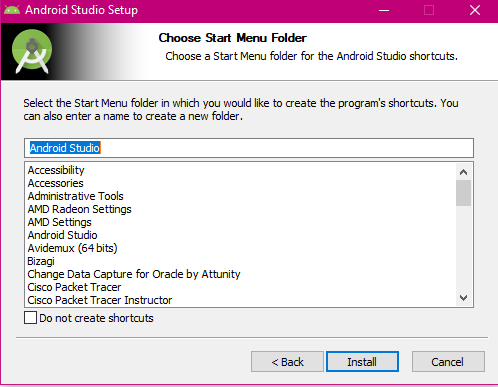 Android Studio Setup
Choose Start Menu Folder
Choose a Start Menu folder for the Android Studio shortcuts.
Select the Start Menu folder in which you would like to create the program's shortcuts. You
can also enter a name to create a new folder.
Android Studio
Accessibility
Accessories
Administrative Tools
AMD Radeon Settings
AMD Settings
Android Studio
Avidemux (64 bits)
Bizagi
Change Data Capture for Oracle by Attunity
Cisco Packet Tracer
Cisco Packet Tracer Instructor
Do not create shortcuts
< Back
Install
Cancel